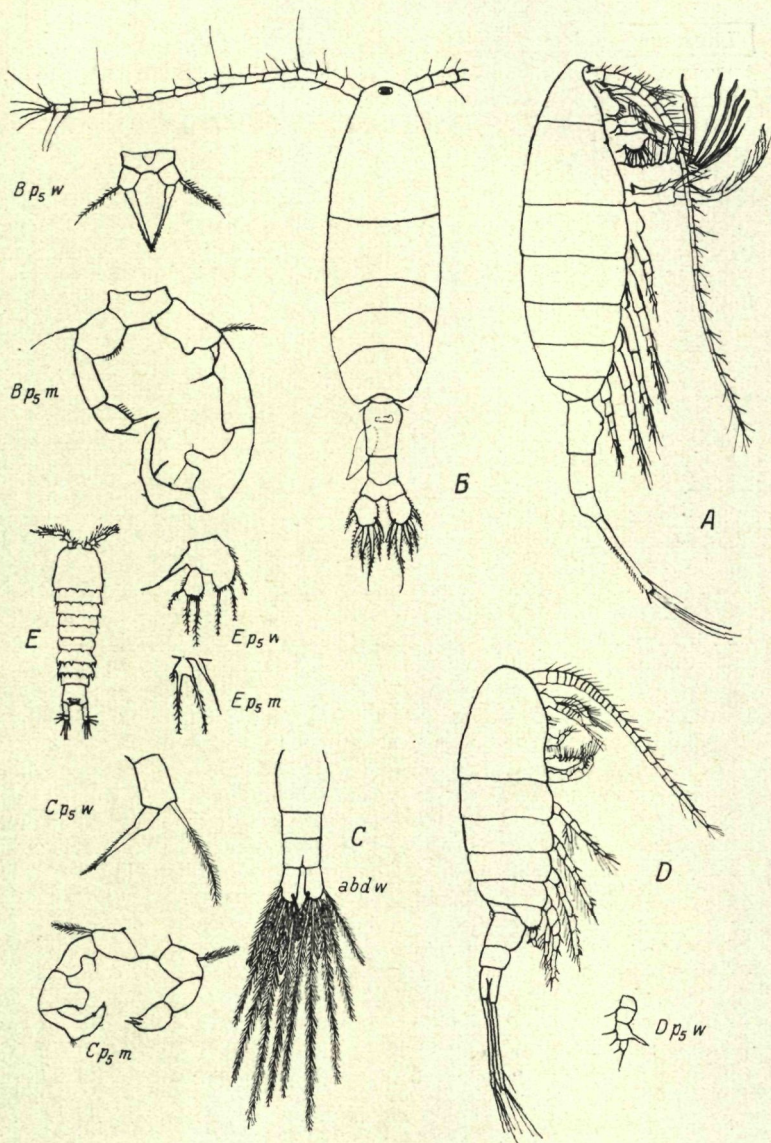 B p₅ w
B p₅ m
Б
A
E
E p₅ w
E p₅ m
C p₅ w
C
abd w
D
C p₅ m
D p₅ w